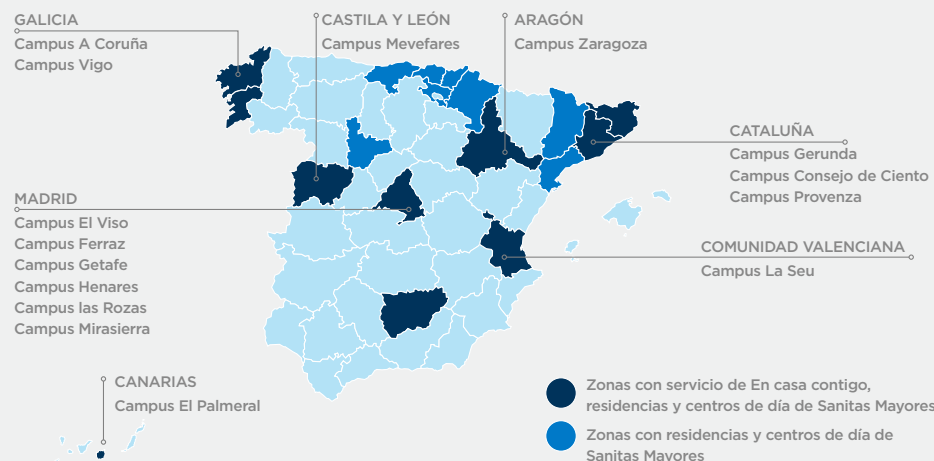 GALICIA
Campus A Coruña
Campus Vigo
CASTILA Y LEÓN
Campus Mevefares
ARAGÓN
Campus Zaragoza
CATALUÑA
Campus Gerunda
Campus Consejo de Ciento
Campus Provenza
MADRID
Campus El Viso
Campus Ferraz
Campus Getafe
Campus Henares
Campus las Rozas
Campus Mirasierra
COMUNIDAD VALENCIANA
Campus La Seu
CANARIAS
Campus El Palmeral
Zonas con servicio de En casa contigo,
residencias y centros de día de Sanitas Mayores
Zonas con residencias y centros de día de
Sanitas Mayores